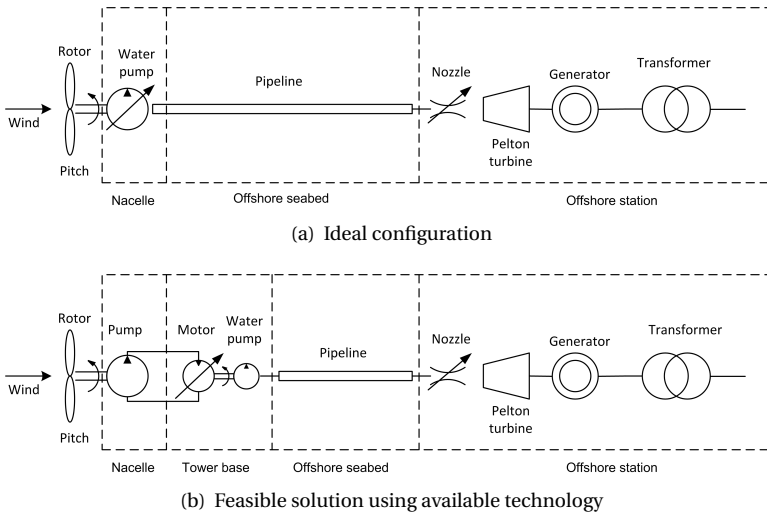 Rotor
Water
pump
Pipeline
Nozzle
Generator
Transformer
Wind
Pitch
Pelton
turbine
Nacelle
Offshore seabed
Offshore station
(a) Ideal configuration
Rotor
Pump
Motor
Water
pump
Pipeline
Nozzle
Generator
Transformer
Wind
Pitch
Pelton
turbine
Nacelle
Tower base
Offshore seabed
Offshore station
(b) Feasible solution using available technology